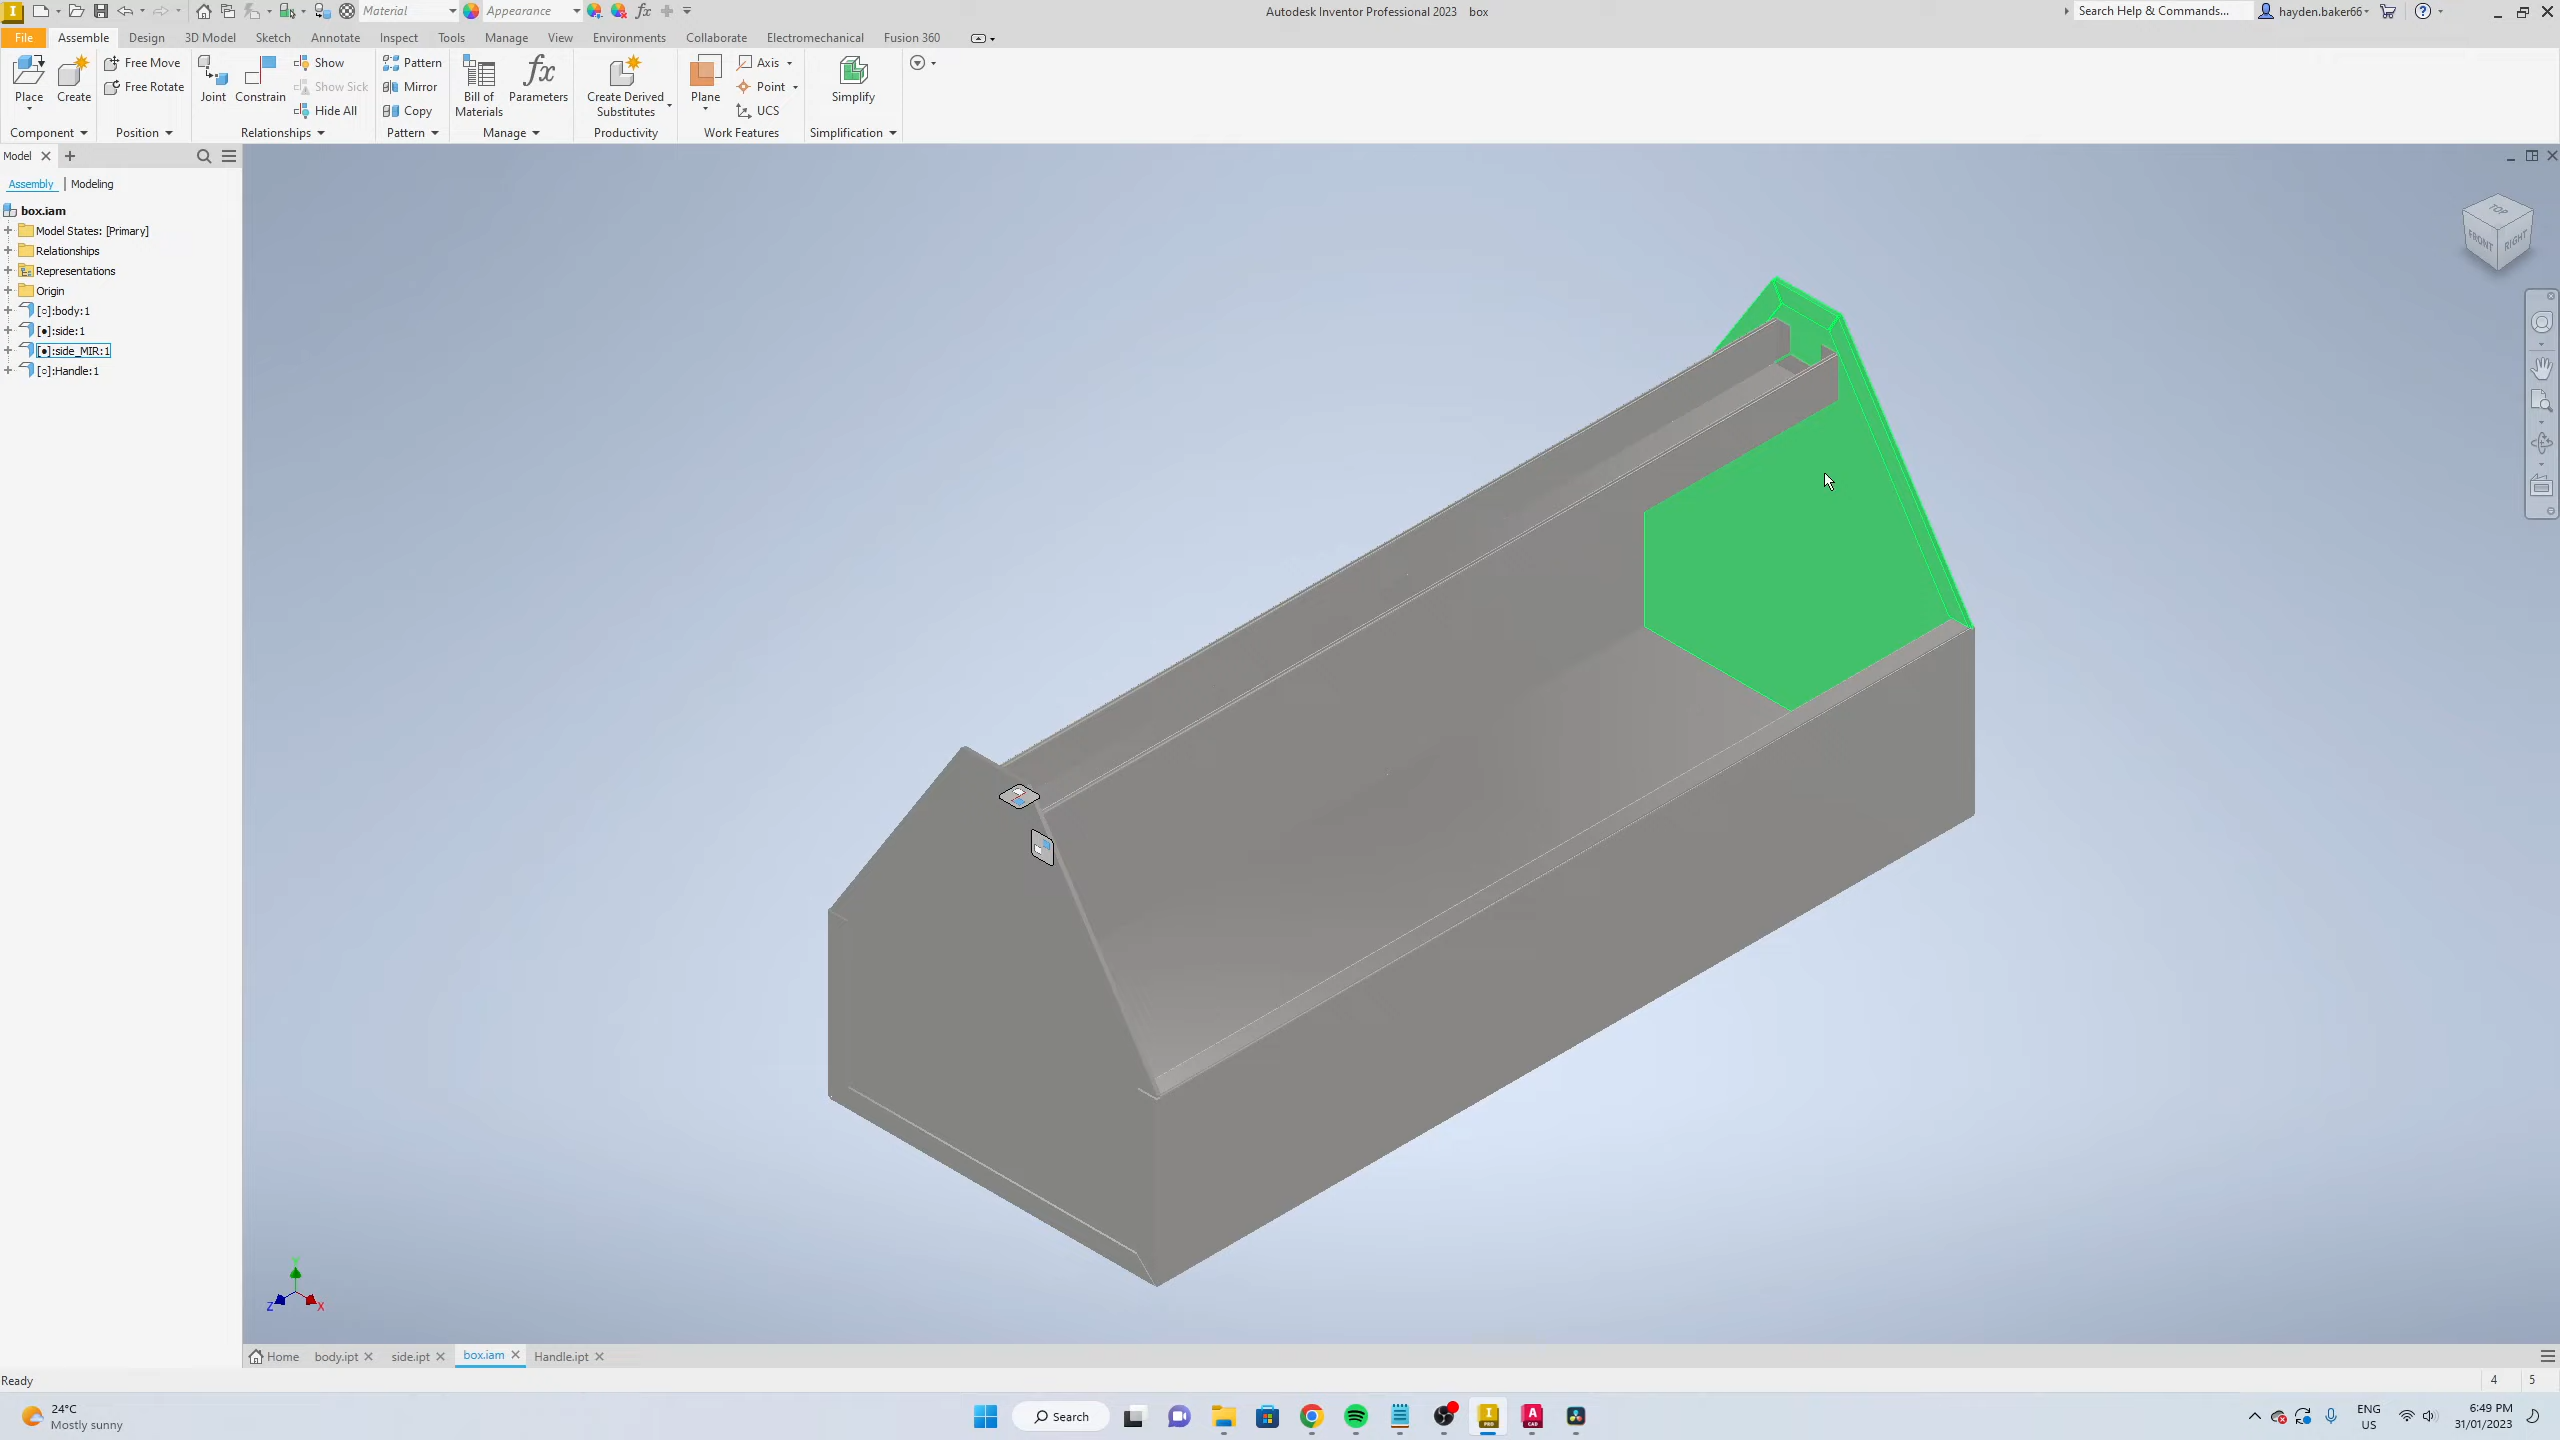 Material
Appearance
fx
Autodesk Inventor Professional 2023 box
Search Help & Commands...
hayden.baker66
File
Assemble
Design
3D Model
Sketch
Annotate
Inspect
Tools
Manage
View
Environments
Collaborate
Electromechanical
Fusion 360
Place
Create
Component
Free Move
Free Rotate
Position
Joint
Constrain
Show
Show Sick
Hide All
Relationships
Pattern
Mirror
Copy
Pattern
Bill of
Materials
fx
Parameters
Manage
Create Derived
Substitutes
Productivity
Plane
Axis
Point
UCS
Work Features
Simplify
Simplification
Model
Assembly
Modeling
box.iam
Model States: [Primary]
Relationships
Representations
Origin
[○]:body:1
[●]:side:1
[●]:side_MIR:1
[○]:Handle:1
TOP
FRONT
RIGHT
Y
Z
X
Home
body.ipt
side.ipt
box.iam
Handle.ipt
Ready
4
5
24°C
Mostly sunny
Search
ENG
US
6:49 PM
31/01/2023